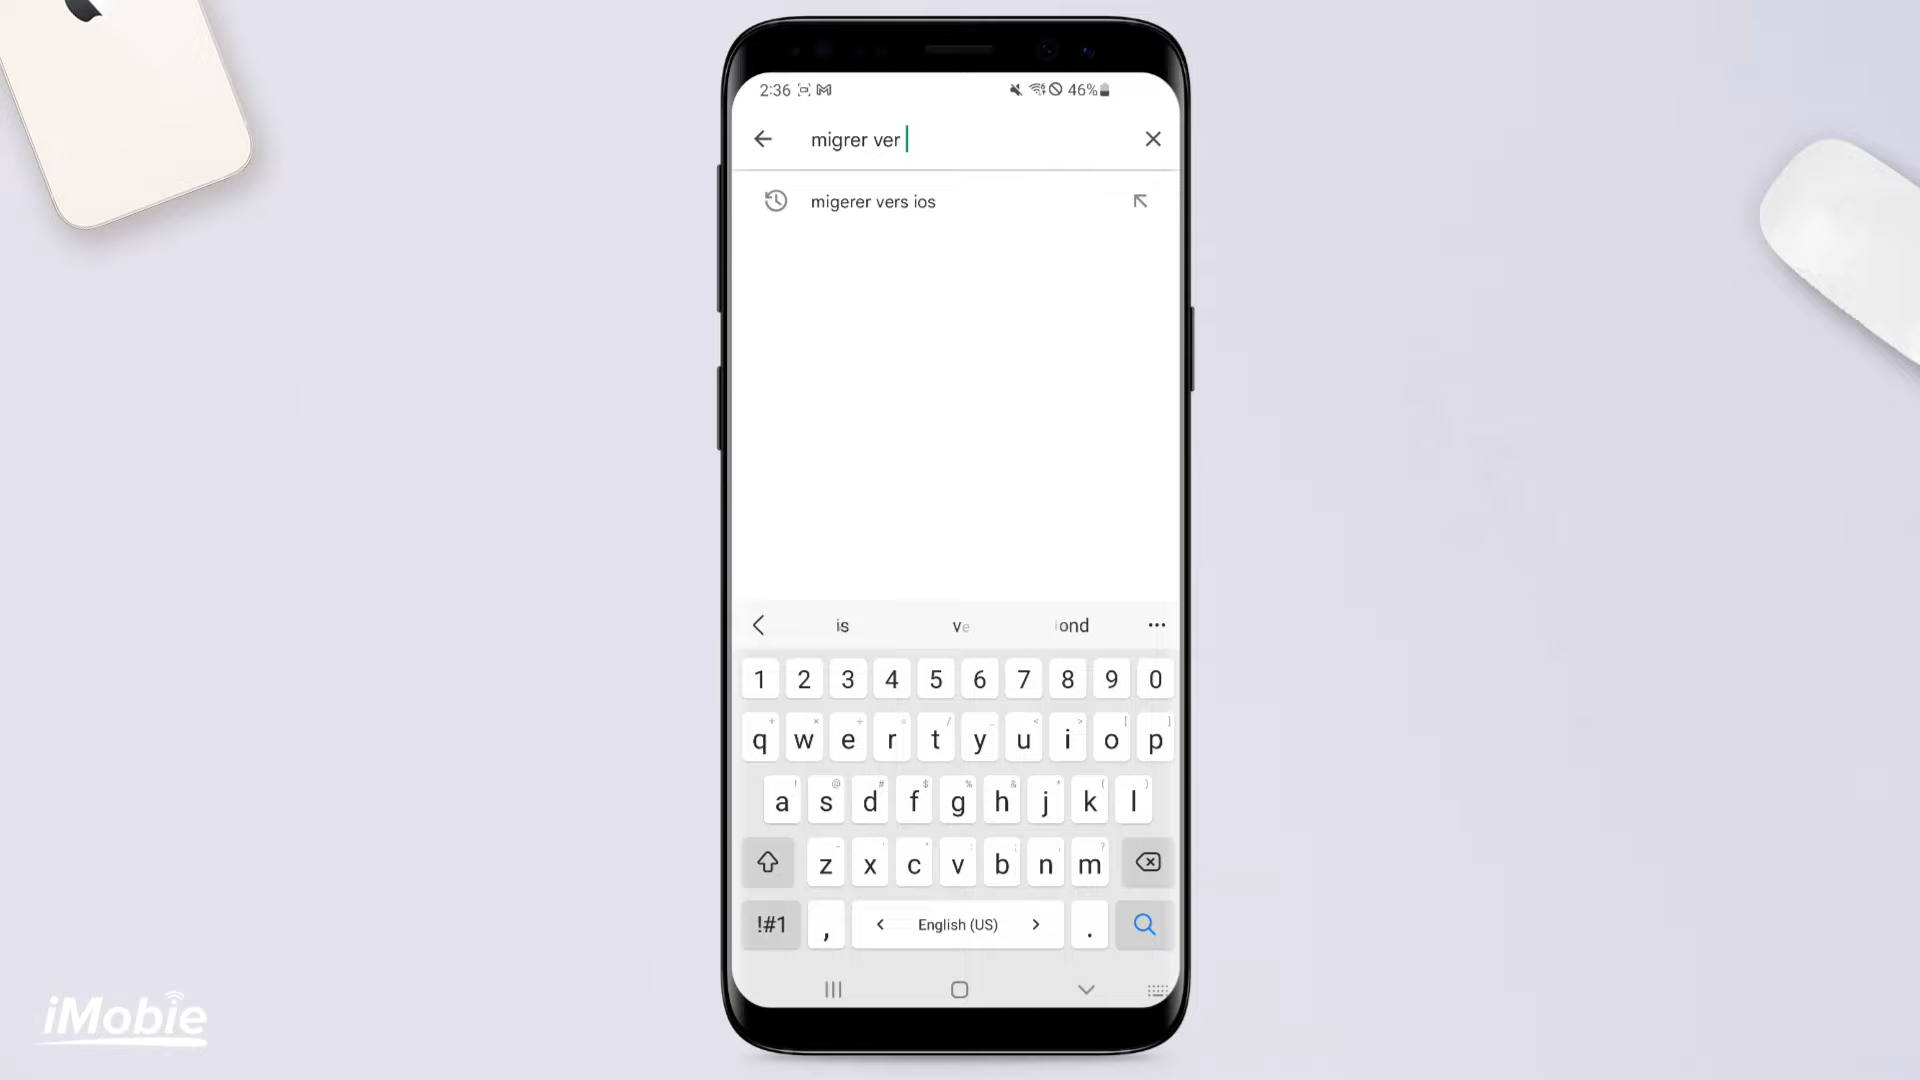 2:36 46%
migrer ver
migerer vers ios
is ve ond
1 2 3 4 5 6 7 8 9 0
q w e r t y u i o p
a s d f g h j k l
z x c v b n m
!#1 , < English (US) > .
iMobie